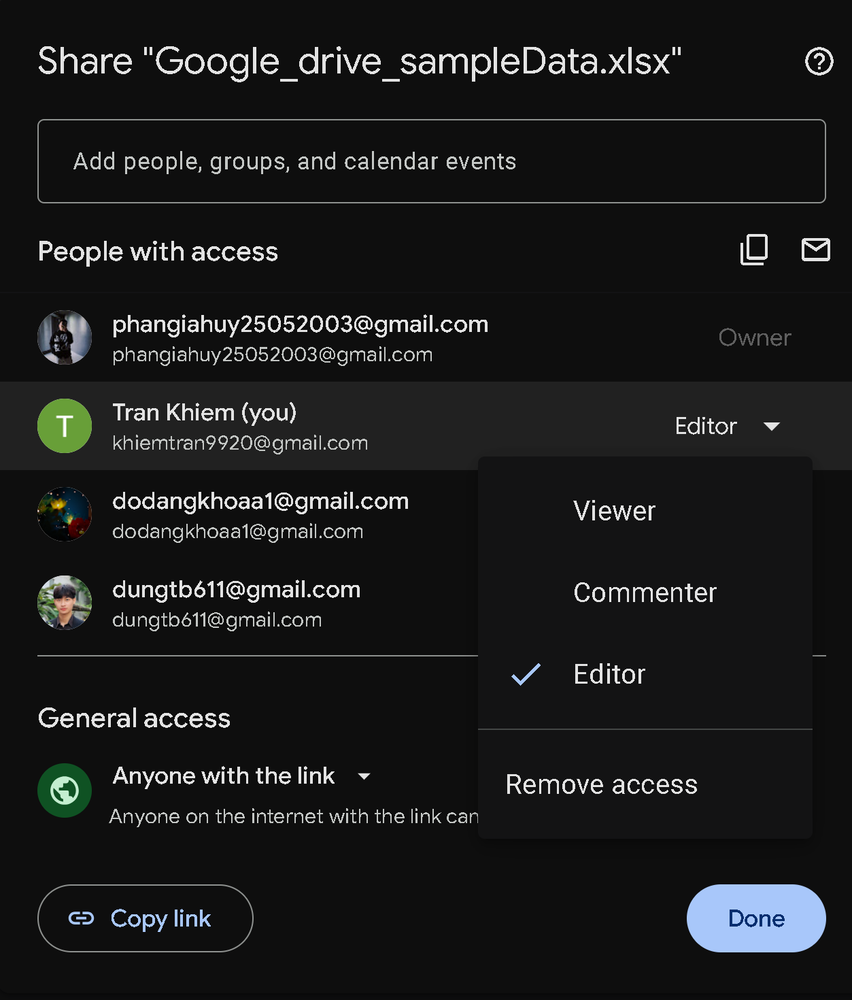 Share "Google_drive_sampleData.xlsx"
Add people, groups, and calendar events
People with access
phangiahuy25052003@gmail.com
phangiahuy25052003@gmail.com
Owner
T
Tran Khiem (you)
khiemtran9920@gmail.com
Editor
dodangkhoaa1@gmail.com
dodangkhoaa1@gmail.com
dungtb611@gmail.com
dungtb611@gmail.com
Viewer
Commenter
Editor
Remove access
General access
Anyone with the link
Anyone on the internet with the link can
Copy link
Done